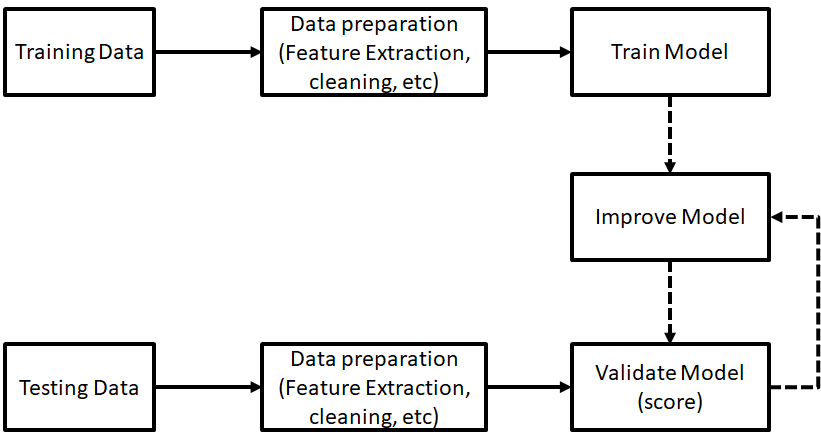 Training Data
Data preparation
(Feature Extraction,
cleaning, etc)
Train Model
Improve Model
Testing Data
Data preparation
(Feature Extraction,
cleaning, etc)
Validate Model
(score)